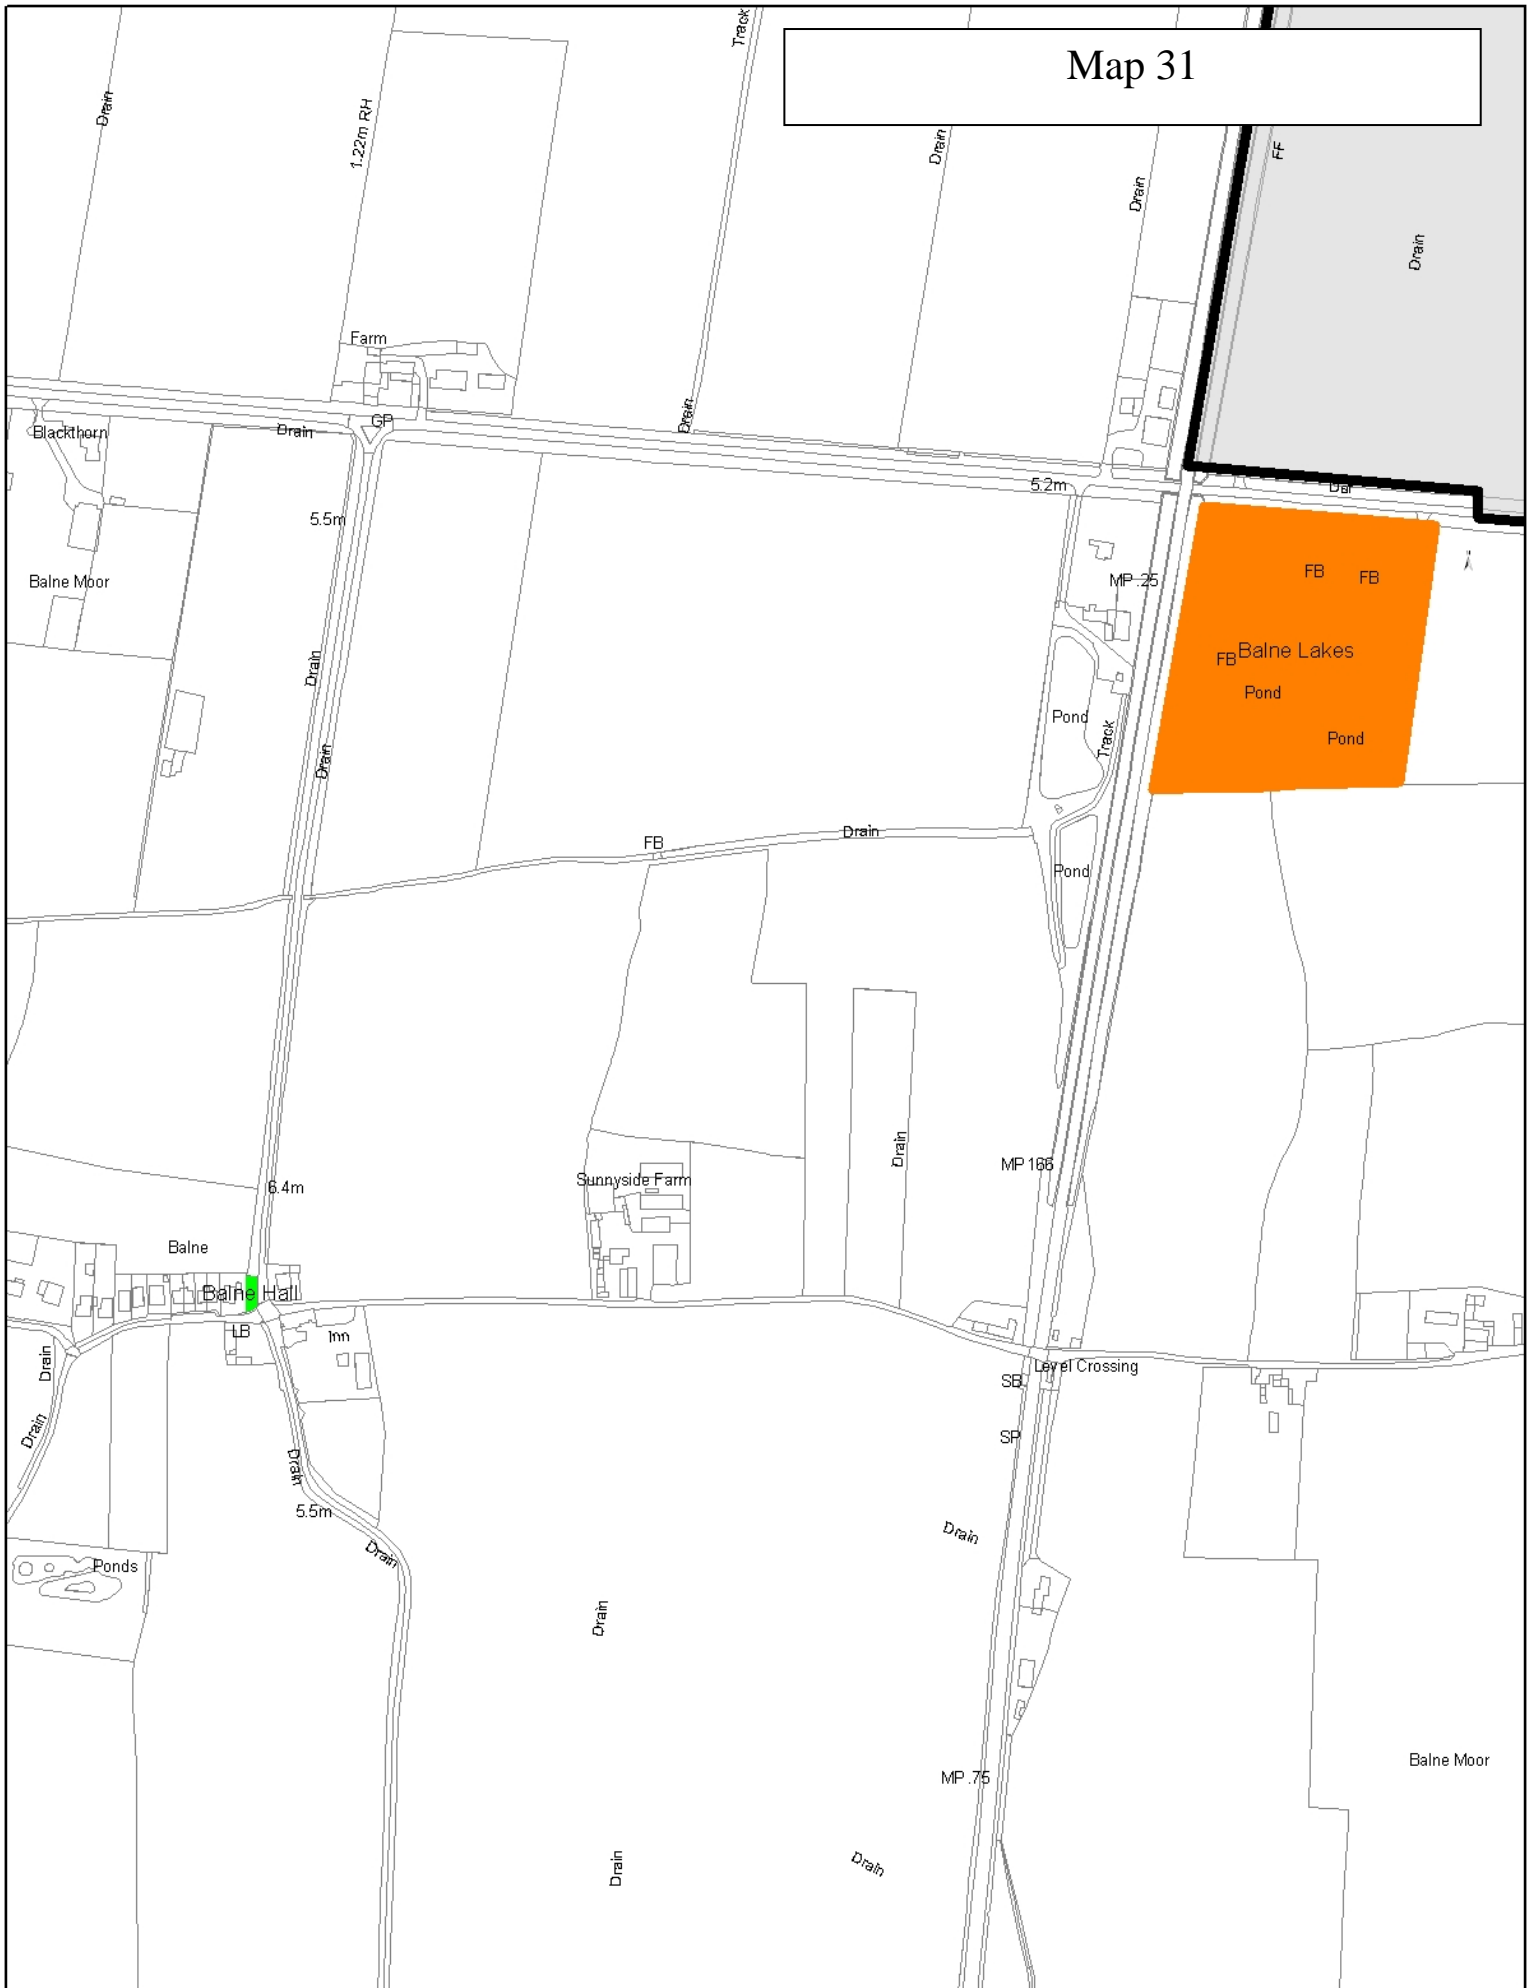 Track
Map 31
Drain
1.22m RH
Drain
FF
Drain
Drain
Farm
GP
Drain
Blackthorn
Drain
5.2m
Dal
5.5m
Balne Moor
MP .25
FB
FB
Drain
FB
Balne Lakes
Pond
Pond
Track
Pond
Drain
FB
Drain
Pond
Drain
MP 166
Sunnyside Farm
6.4m
Balne
Balne Hall
LB
Inn
Drain
Level Crossing
SB
Drain
SP
Drain
5.5m
Drain
Drain
Ponds
Drain
Balne Moor
MP .75
Drain
Drain